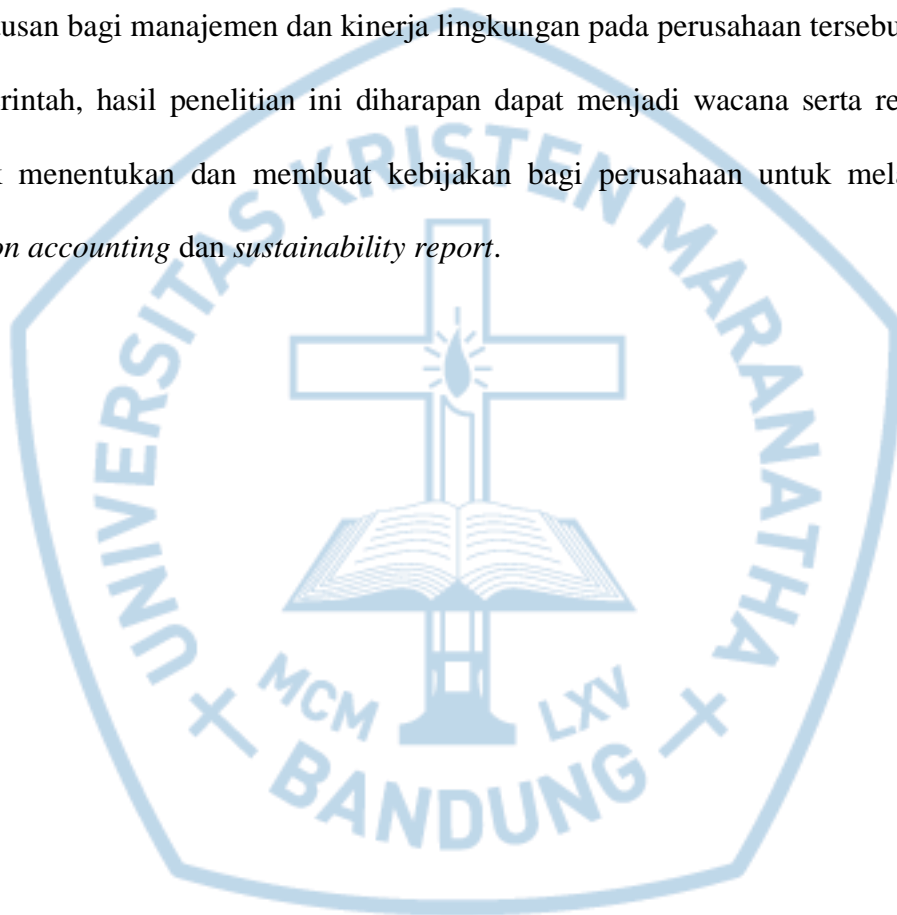 usan bagi manajemen dan kinerja lingkungan pada perusahaan tersebu
rintah, hasil penelitian ini diharapan dapat menjadi wacana serta re
menentukan dan membuat kebijakan bagi perusahaan untuk mela
on accounting dan sustainability report.
UNIVERSITAS KRISTEN MARANATHA
MCM LXV
BANDUNG